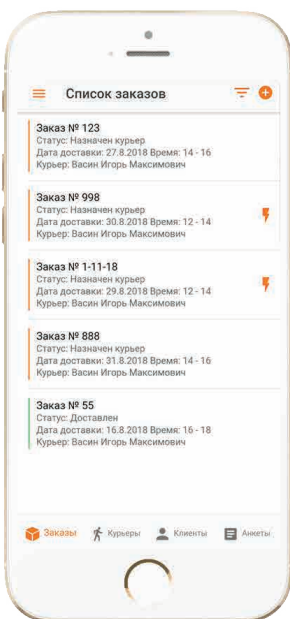 Список заказов
Заказ № 123
Статус: Назначен курьер
Дата доставки: 27.8.2018 Время: 14 - 16
Курьер: Васин Игорь Максимович
Заказ № 998
Статус: Назначен курьер
Дата доставки: 30.8.2018 Время: 12 - 14
Курьер: Васин Игорь Максимович
Заказ № 1-11-18
Статус: Назначен курьер
Дата доставки: 29.8.2018 Время: 12 - 14
Курьер: Васин Игорь Максимович
Заказ № 888
Статус: Назначен курьер
Дата доставки: 31.8.2018 Время: 14 - 16
Курьер: Васин Игорь Максимович
Заказ № 55
Статус: Доставлен
Дата доставки: 16.8.2018 Время: 16 - 18
Курьер: Васин Игорь Максимович
Заказы Курьеры Клиенты Анкеты